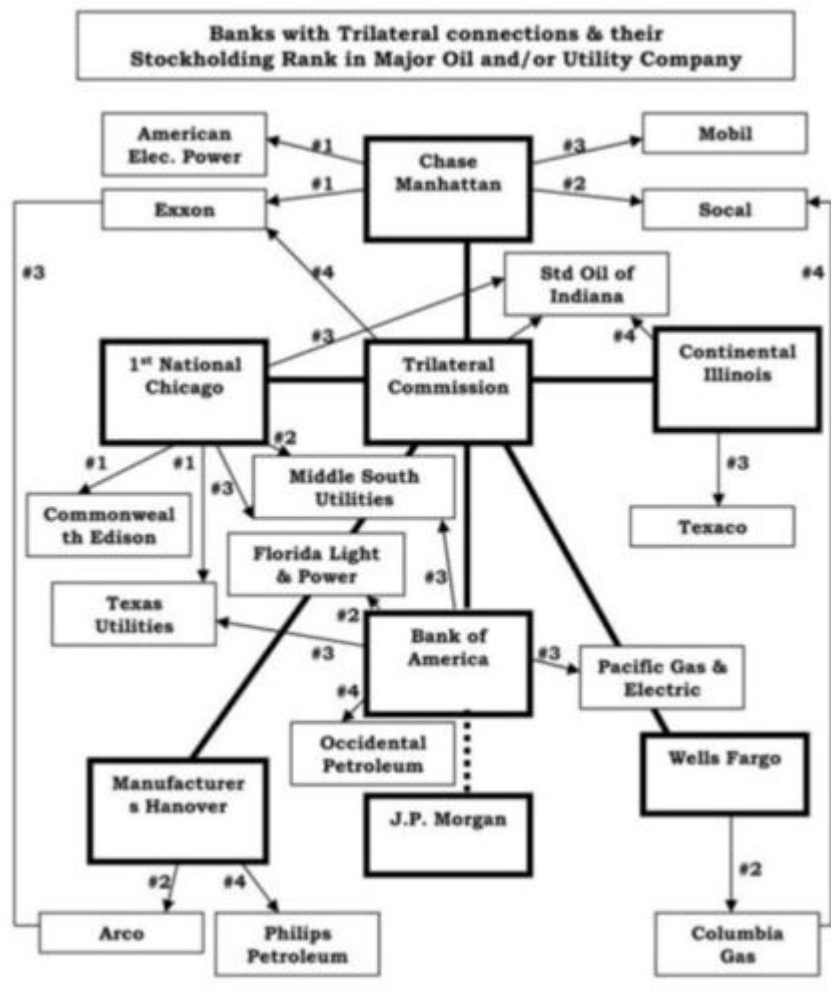 Banks with Trilateral connections & their
Stockholding Rank in Major Oil and/or Utility Company
American
Elec. Power
#1
Chase
Manhattan
#3
Mobil
Exxon
#1
#2
Socal
#3
#4
Std Oil of
Indiana
#4
#3
#4
1st National
Chicago
Trilateral
Commission
Continental
Illinois
#2
#1
#1
#3
Middle South
Utilities
#3
Commonweal
th Edison
Florida Light
& Power
Texaco
#3
Texas
Utilities
#2
#3
Bank of
America
#3
Pacific Gas &
Electric
#4
Occidental
Petroleum
Manufacturer
s Hanover
J.P. Morgan
Wells Fargo
#2
#4
#2
Arco
Philips
Petroleum
Columbia
Gas